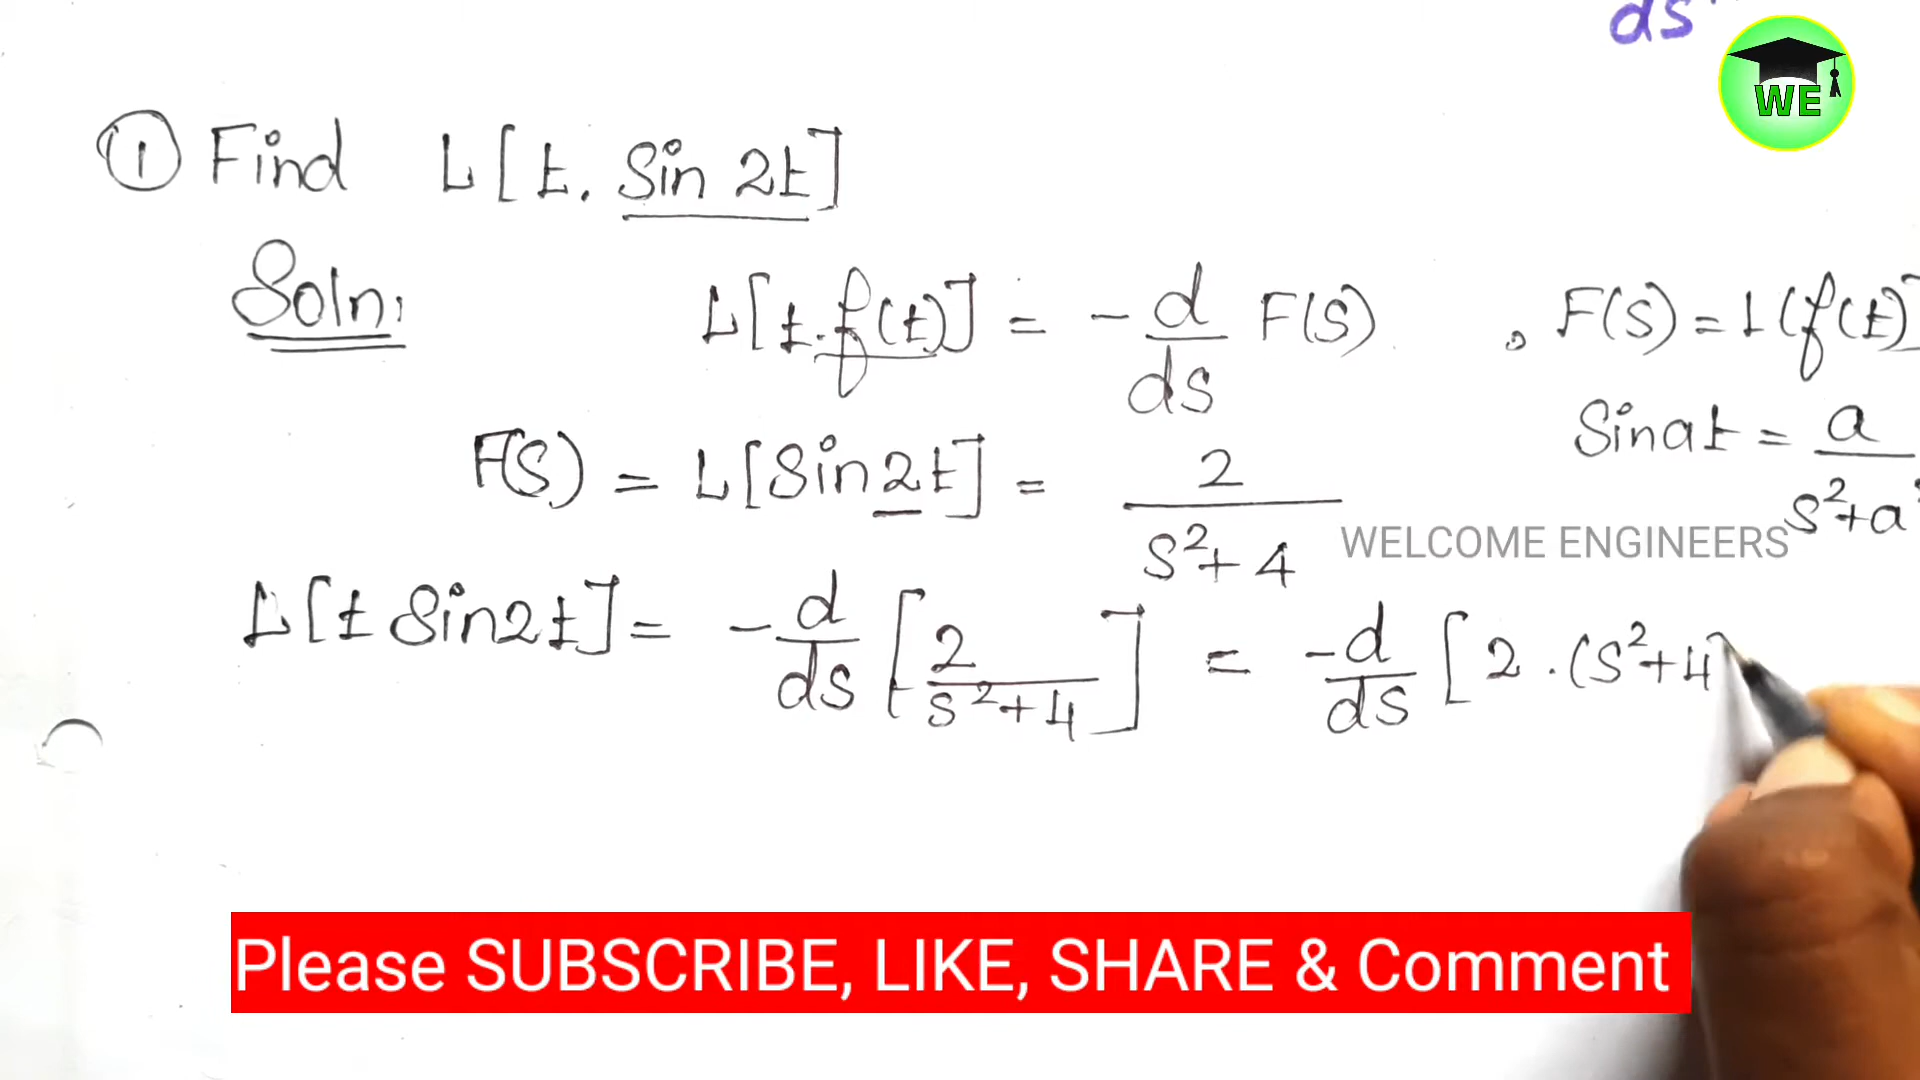 ds
WE
① Find L[t. Sin 2t]
Soln: L[t.f(t)] = -d/ds F(S) , F(S) = L(f(t)]
Sinat = a/s²+a²
F(S) = L[Sin2t] = 2/s²+4
WELCOME ENGINEERS
L[t Sin2t] = -d/ds [2/s²+4] = -d/ds [2.(s²+4)
Please SUBSCRIBE, LIKE, SHARE & Comment